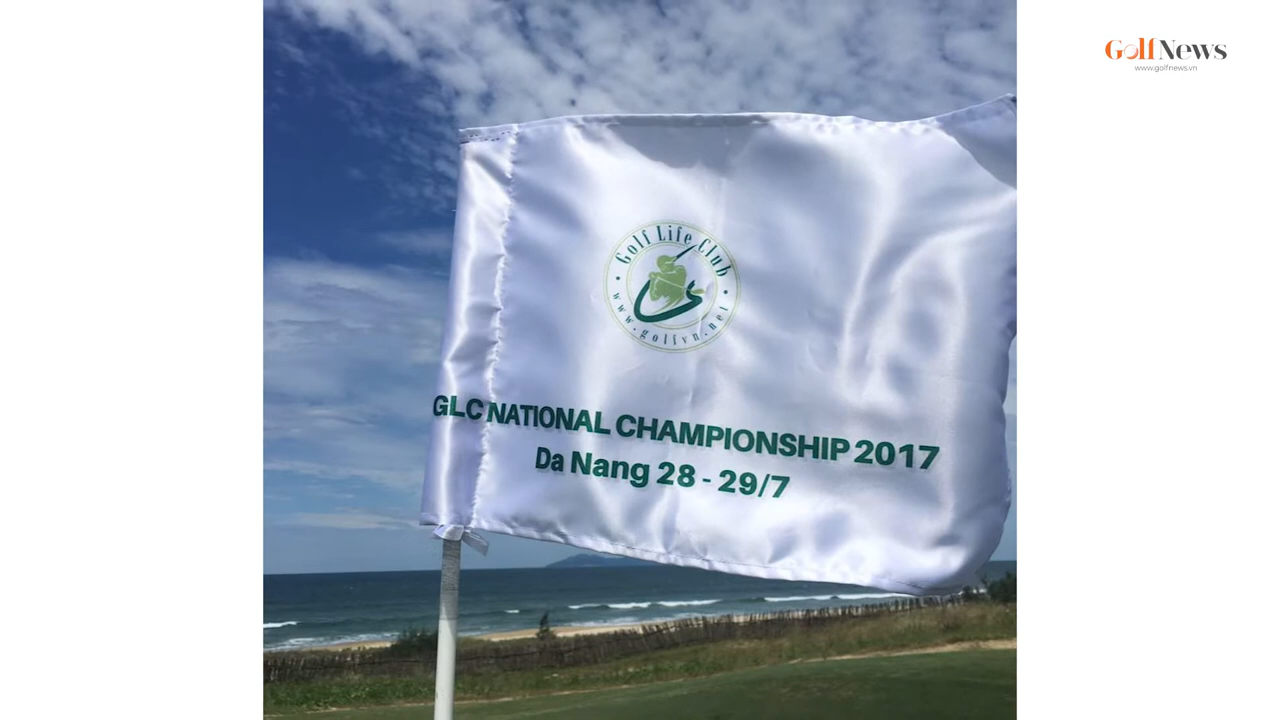 GolfNews
www.golfnews.vn
Golf Life Club
www.golfvn.net
GLC NATIONAL CHAMPIONSHIP 2017
Da Nang 28 - 29/7